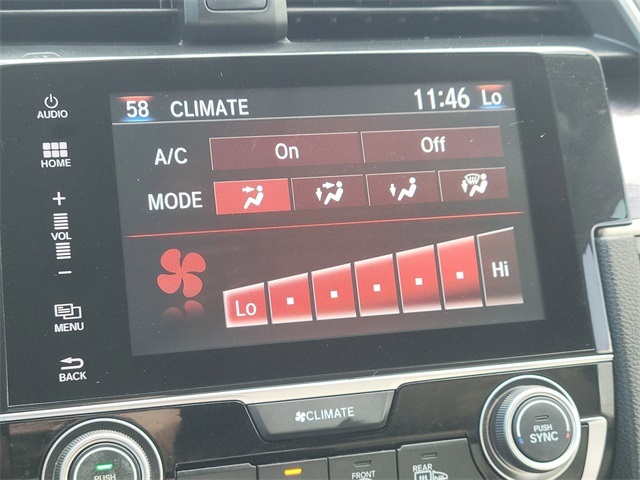 58 CLIMATE 11:46 Lo
AUDIO
A/C On Off
HOME
MODE
VOL
Lo Hi
MENU
BACK
CLIMATE
PUSH
SYNC
PUSH
FRONT
REAR